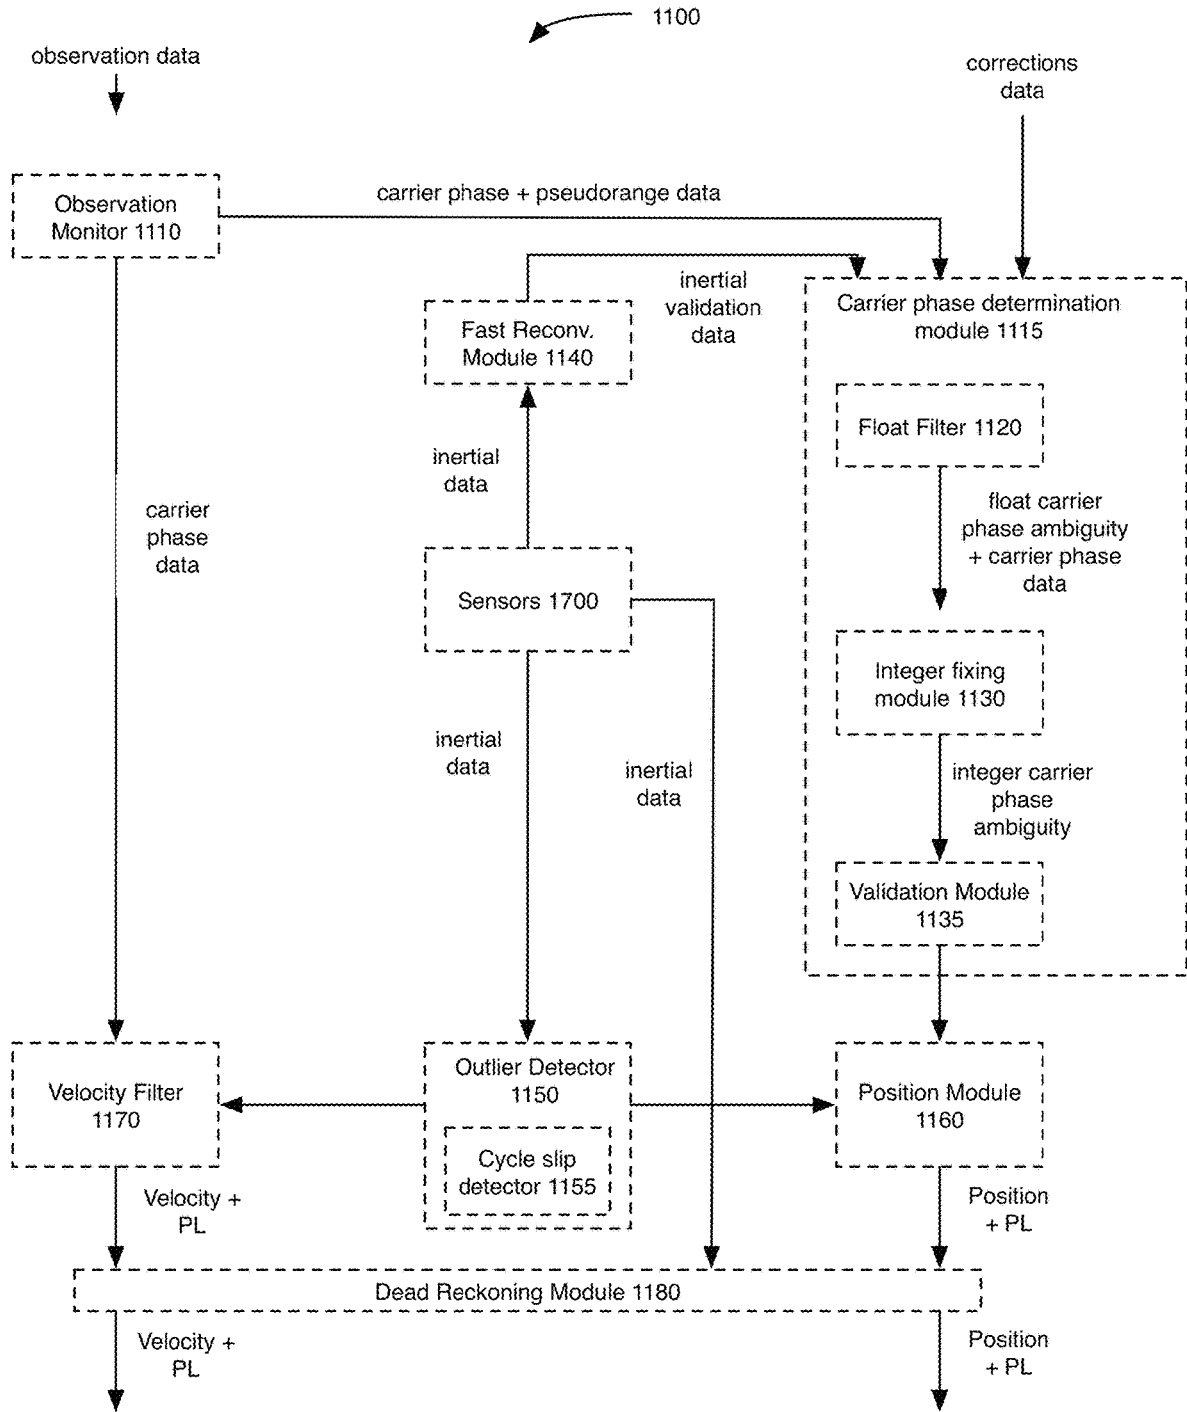 1100
observation data
corrections
data
Observation
Monitor 1110
carrier phase + pseudorange data
inertial
validation
data
Fast Reconv.
Module 1140
Carrier phase determination
module 1115
Float Filter 1120
inertial
data
carrier
phase
data
float carrier
phase ambiguity
+ carrier phase
data
Sensors 1700
Integer fixing
module 1130
inertial
data
inertial
data
integer carrier
phase
ambiguity
Validation Module
1135
Velocity Filter
1170
Outlier Detector
1150
Cycle slip
detector 1155
Position Module
1160
Velocity +
PL
Position
+ PL
Dead Reckoning Module 1180
Velocity +
PL
Position
+ PL